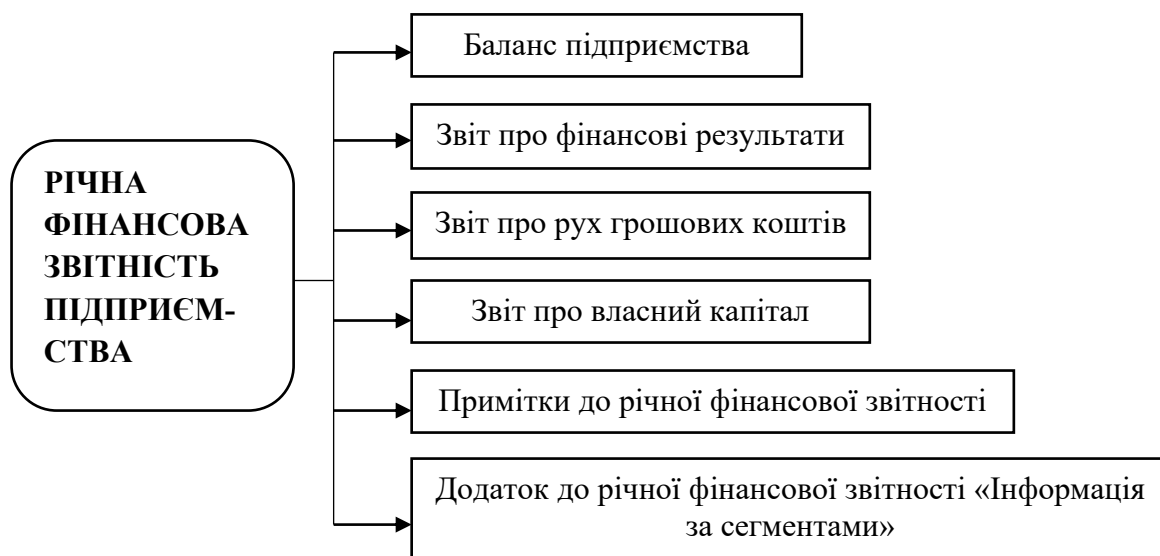 Баланс підприємства
Звіт про фінансові результати
РІЧНА
ФІНАНСОВА
ЗВІТНІСТЬ
ПІДПРИЄМ-
СТВА
Звіт про рух грошових коштів
Звіт про власний капітал
Примітки до річної фінансової звітності
Додаток до річної фінансової звітності «Інформація
за сегментами»